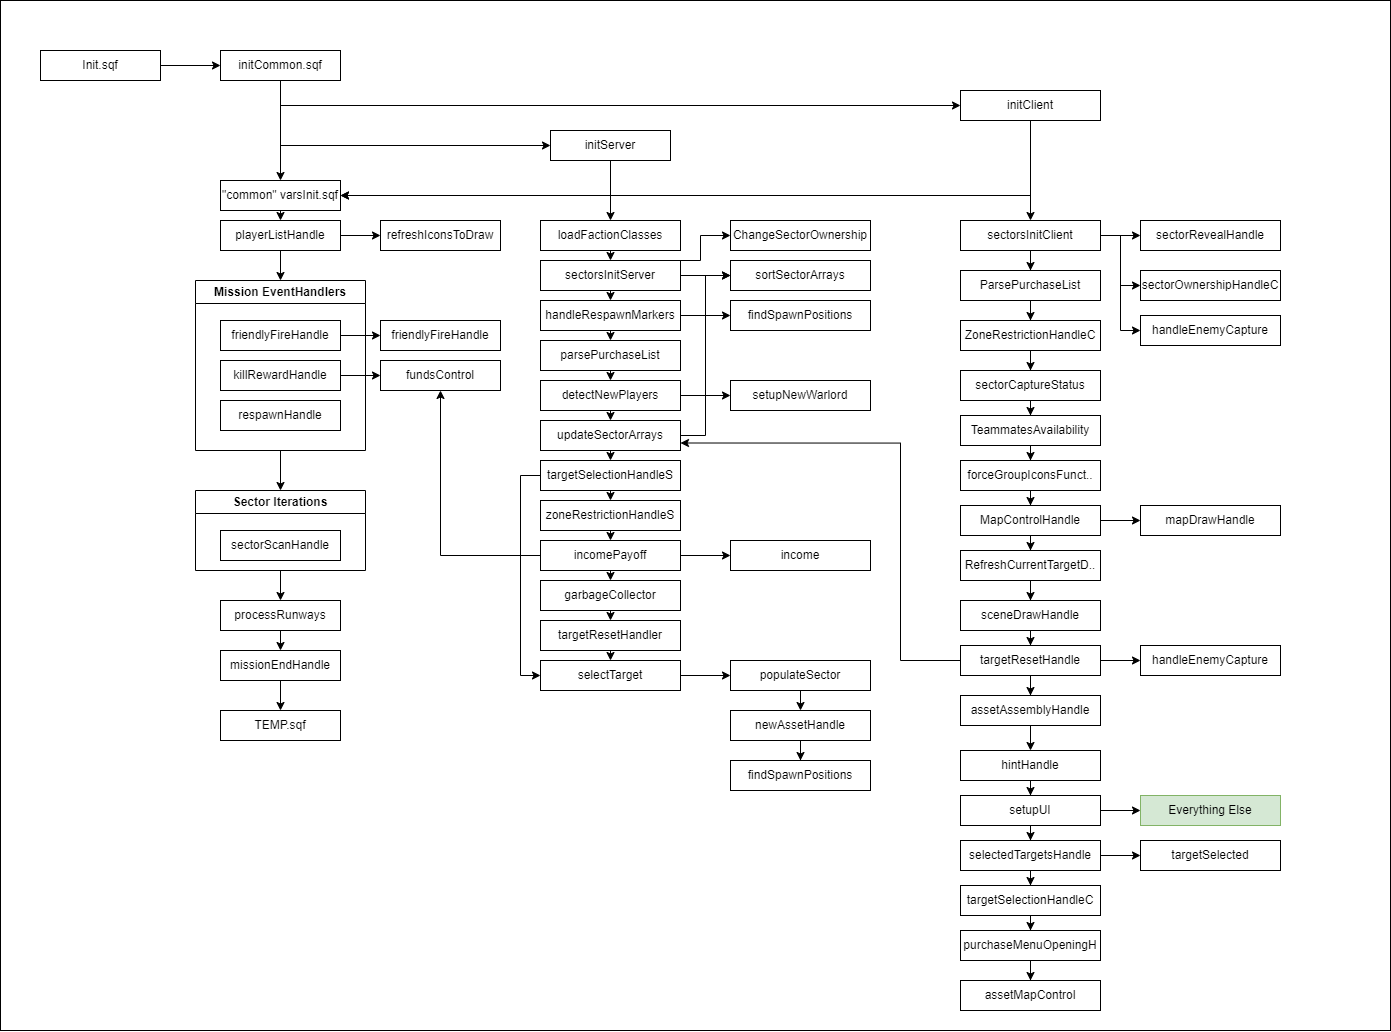 Init.sqf
initCommon.sqf
initClient
initServer
"common" varsInit.sqf
playerListHandle
refreshIconsToDraw
Mission EventHandlers
friendlyFireHandle
friendlyFireHandle
killRewardHandle
fundsControl
respawnHandle
Sector Iterations
sectorScanHandle
processRunways
missionEndHandle
TEMP.sqf
loadFactionClasses
ChangeSectorOwnership
sectorsInitServer
sortSectorArrays
handleRespawnMarkers
findSpawnPositions
parsePurchaseList
detectNewPlayers
setupNewWarlord
updateSectorArrays
targetSelectionHandleS
zoneRestrictionHandleS
incomePayoff
income
garbageCollector
targetResetHandler
selectTarget
populateSector
newAssetHandle
findSpawnPositions
sectorsInitClient
sectorRevealHandle
ParsePurchaseList
sectorOwnershipHandleC
handleEnemyCapture
ZoneRestrictionHandleC
sectorCaptureStatus
TeammatesAvailability
forceGroupIconsFunct..
MapControlHandle
mapDrawHandle
RefreshCurrentTargetD..
sceneDrawHandle
targetResetHandle
handleEnemyCapture
assetAssemblyHandle
hintHandle
setupUI
Everything Else
selectedTargetsHandle
targetSelected
targetSelectionHandleC
purchaseMenuOpeningH
assetMapControl